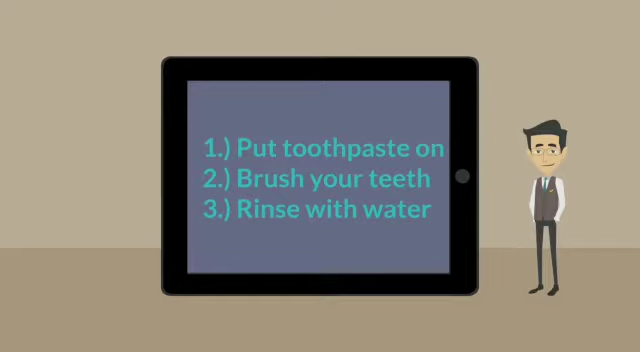 1.) Put toothpaste on
2.) Brush your teeth
3.) Rinse with water